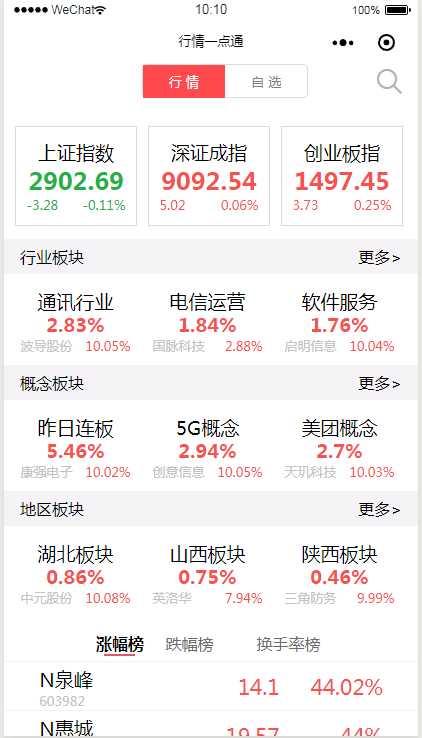 WeChat 10:10 100%
行情一点通
行 情 自 选
上证指数 深证成指 创业板指
2902.69 9092.54 1497.45
-3.28 -0.11% 5.02 0.06% 3.73 0.25%
行业板块 更多>
通讯行业 电信运营 软件服务
2.83% 1.84% 1.76%
波导股份 10.05% 国脉科技 2.88% 启明信息 10.04%
概念板块 更多>
昨日连板 5G概念 美团概念
5.46% 2.94% 2.7%
康强电子 10.02% 创意信息 10.05% 天玑科技 10.03%
地区板块 更多>
湖北板块 山西板块 陕西板块
0.86% 0.75% 0.46%
中元股份 10.08% 英洛华 7.94% 三角防务 9.99%
涨幅榜 跌幅榜 换手率榜
N泉峰 14.1 44.02%
603982
N惠城 19.57 44%